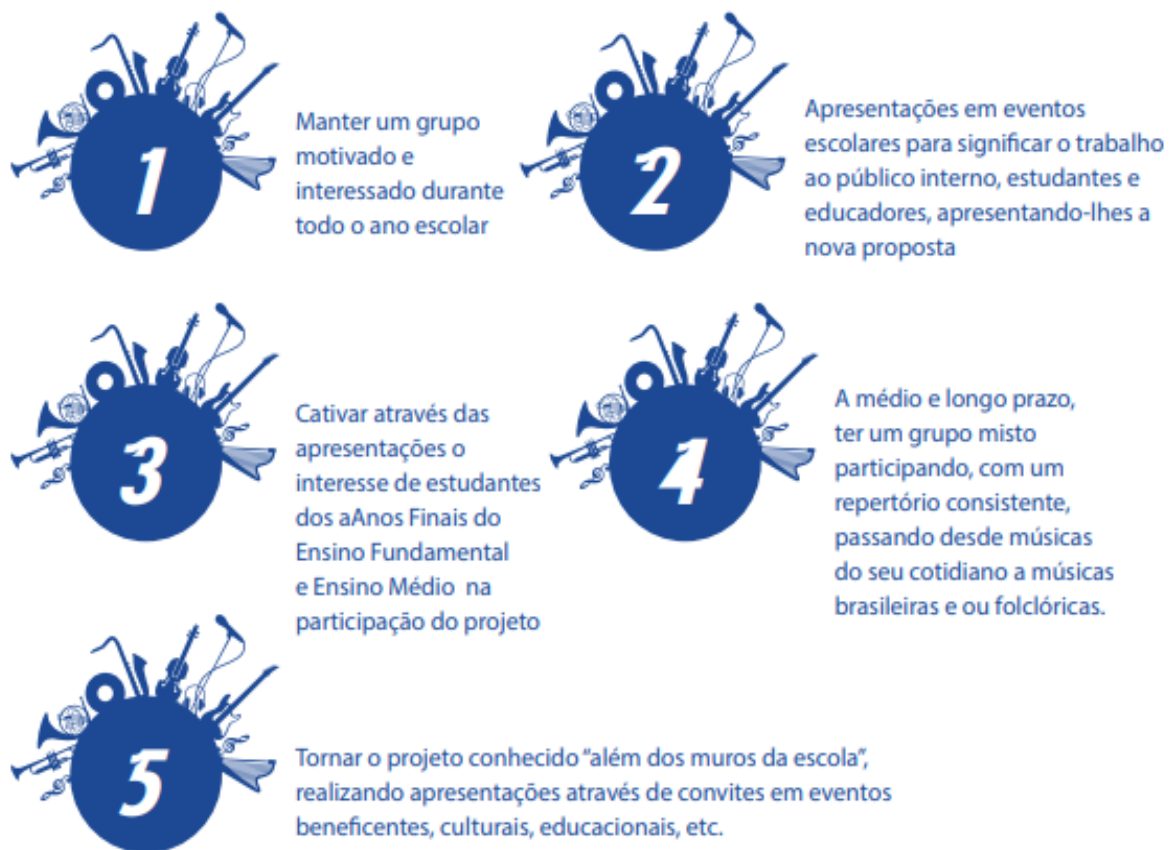 1
Manter um grupo
motivado e
interessado durante
todo o ano escolar
2
Apresentações em eventos
escolares para significar o trabalho
ao público interno, estudantes e
educadores, apresentando-lhes a
nova proposta
3
Cativar através das
apresentações o
interesse de estudantes
dos aAnos Finais do
Ensino Fundamental
e Ensino Médio na
participação do projeto
4
A médio e longo prazo,
ter um grupo misto
participando, com um
repertório consistente,
passando desde músicas
do seu cotidiano a músicas
brasileiras e ou folclóricas.
5
Tornar o projeto conhecido “além dos muros da escola”,
realizando apresentações através de convites em eventos
beneficentes, culturais, educacionais, etc.